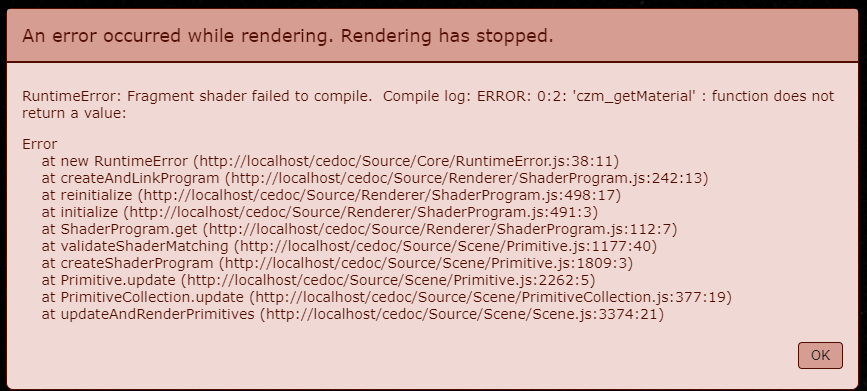 An error occurred while rendering. Rendering has stopped.
RuntimeError: Fragment shader failed to compile.  Compile log: ERROR: 0:2: 'czm_getMaterial' : function does not
return a value:
Error
at new RuntimeError (http://localhost/cedoc/Source/Core/RuntimeError.js:38:11)
at createAndLinkProgram (http://localhost/cedoc/Source/Renderer/ShaderProgram.js:242:13)
at reinitialize (http://localhost/cedoc/Source/Renderer/ShaderProgram.js:498:17)
at initialize (http://localhost/cedoc/Source/Renderer/ShaderProgram.js:491:3)
at ShaderProgram.get (http://localhost/cedoc/Source/Renderer/ShaderProgram.js:112:7)
at validateShaderMatching (http://localhost/cedoc/Source/Scene/Primitive.js:1177:40)
at createShaderProgram (http://localhost/cedoc/Source/Scene/Primitive.js:1809:3)
at Primitive.update (http://localhost/cedoc/Source/Scene/Primitive.js:2262:5)
at PrimitiveCollection.update (http://localhost/cedoc/Source/Scene/PrimitiveCollection.js:377:19)
at updateAndRenderPrimitives (http://localhost/cedoc/Source/Scene/Scene.js:3374:21)
OK